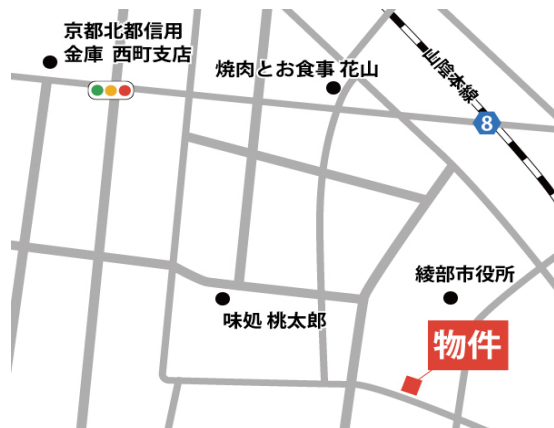 京都北都信用
金庫 西町支店
焼肉とお食事 花山
山陰本線
8
綾部市役所
味処 桃太郎
物件